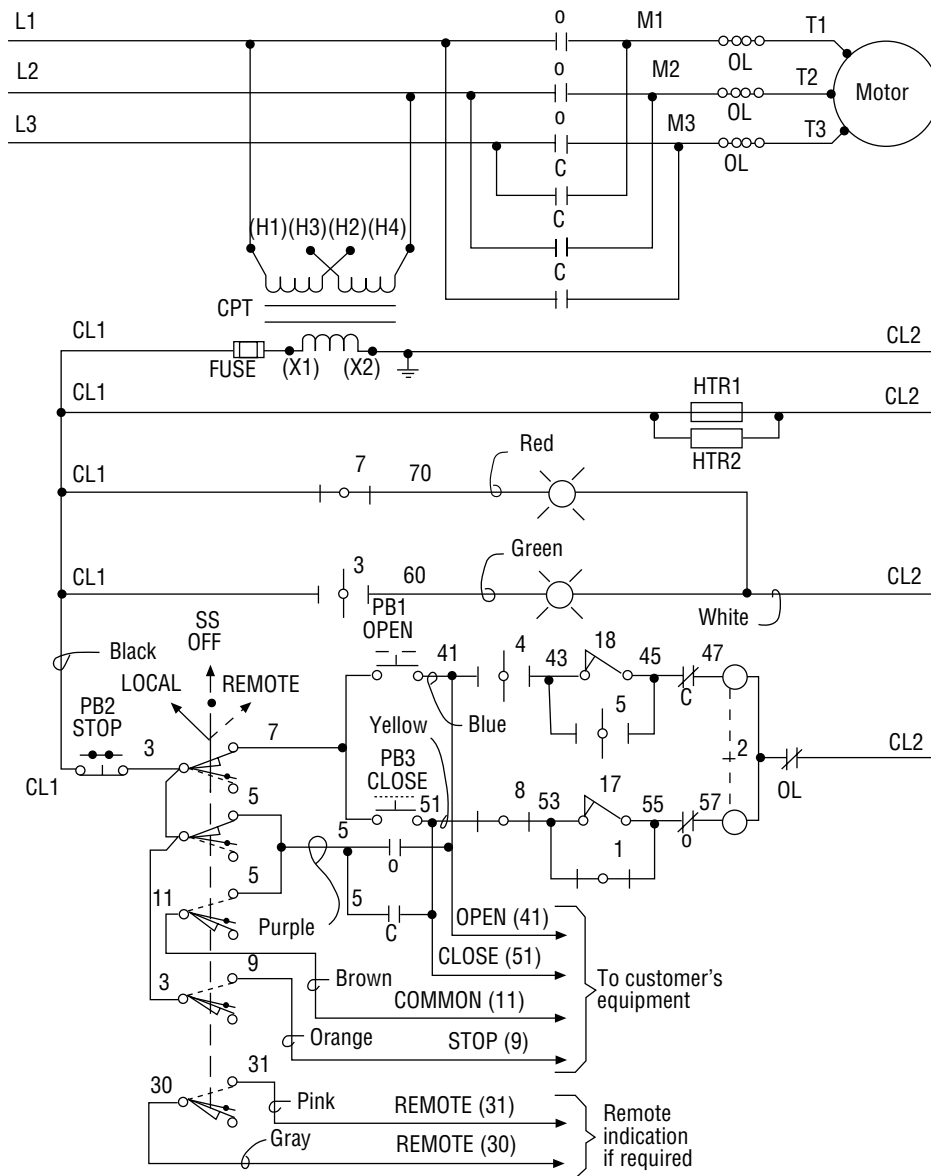 L1
o
M1
T1
OL
L2
o
M2
T2
OL
Motor
L3
o
M3
T3
OL
C
C
C
(H1)(H3)(H2)(H4)
CPT
CL1
FUSE
(X1)
(X2)
CL2
CL1
HTR1
HTR2
CL2
CL1
7
70
Red
CL1
3
60
Green
White
CL2
SS
OFF
Black
LOCAL
REMOTE
PB2
STOP
CL1
3
7
PB1
OPEN
41
Blue
4
43
18
45
5
C
47
Yellow
PB3
CLOSE
51
8
53
17
55
1
o
57
2
OL
CL2
5
5
5
o
5
C
Purple
11
Brown
3
9
Orange
OPEN (41)
CLOSE (51)
COMMON (11)
STOP (9)
To customer's
equipment
30
31
Pink
Gray
REMOTE (31)
REMOTE (30)
Remote
indication
if required